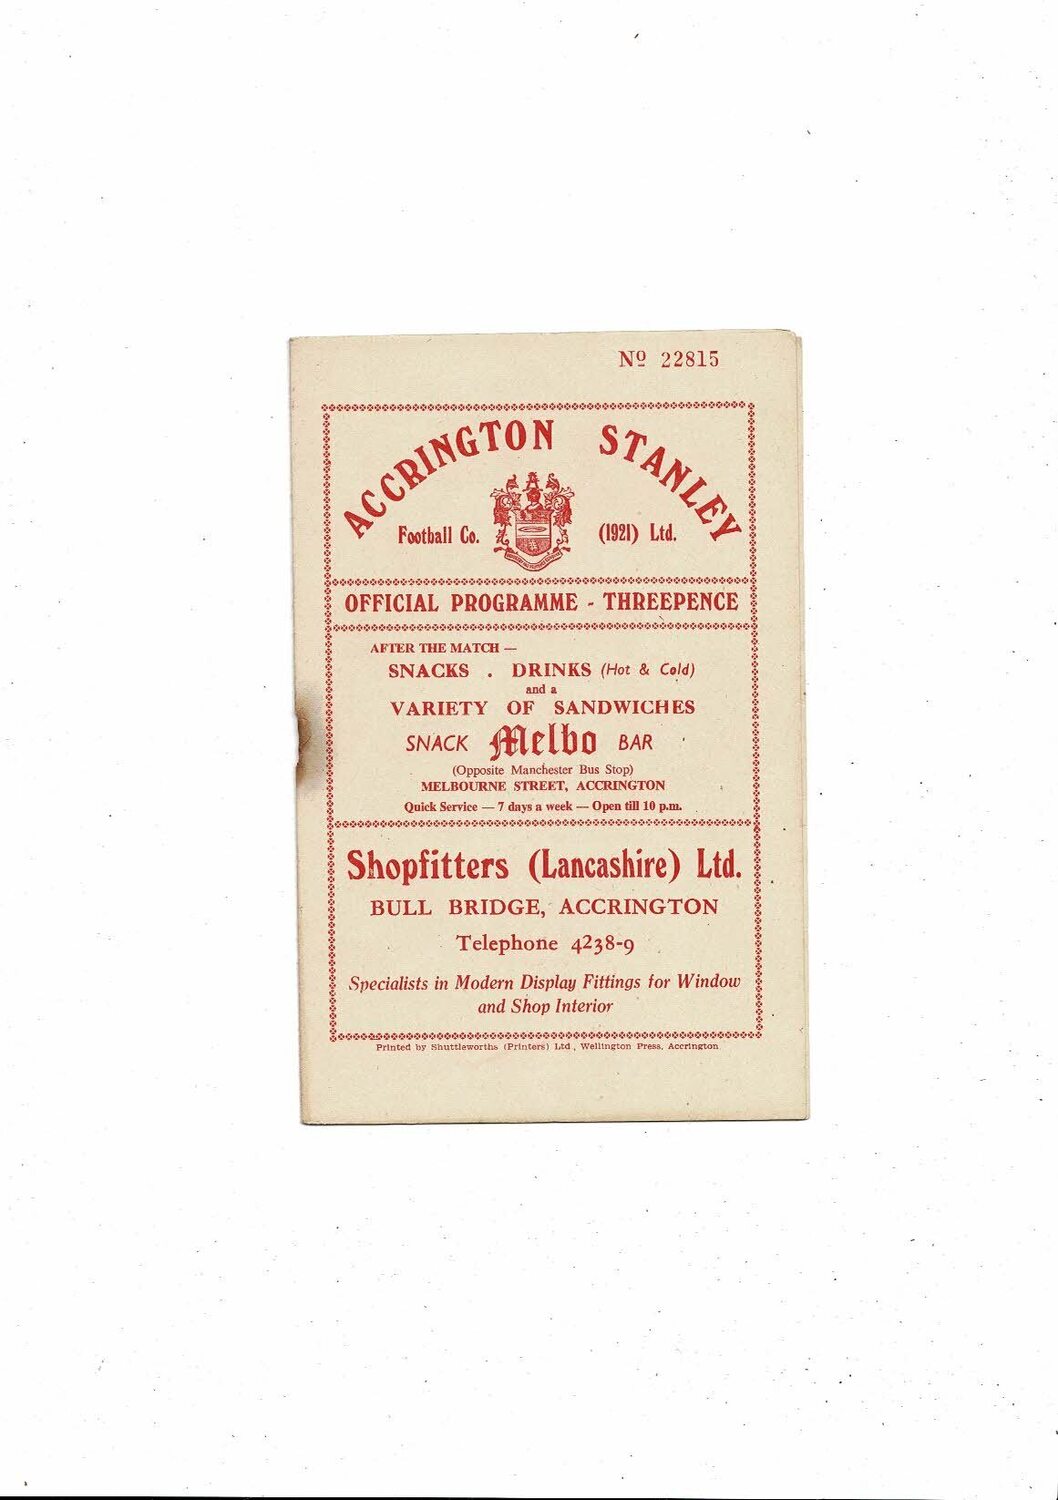 Nº 22815
ACCRINGTON STANLEY
Football Co. (1921) Ltd.
OFFICIAL PROGRAMME - THREEPENCE
AFTER THE MATCH —
SNACKS . DRINKS (Hot & Cold)
and a
VARIETY OF SANDWICHES
SNACK Melbo BAR
(Opposite Manchester Bus Stop)
MELBOURNE STREET, ACCRINGTON
Quick Service — 7 days a week — Open till 10 p.m.
Shopfitters (Lancashire) Ltd.
BULL BRIDGE, ACCRINGTON
Telephone 4238-9
Specialists in Modern Display Fittings for Window
and Shop Interior
Printed by Shuttleworths (Printers) Ltd., Wellington Press, Accrington